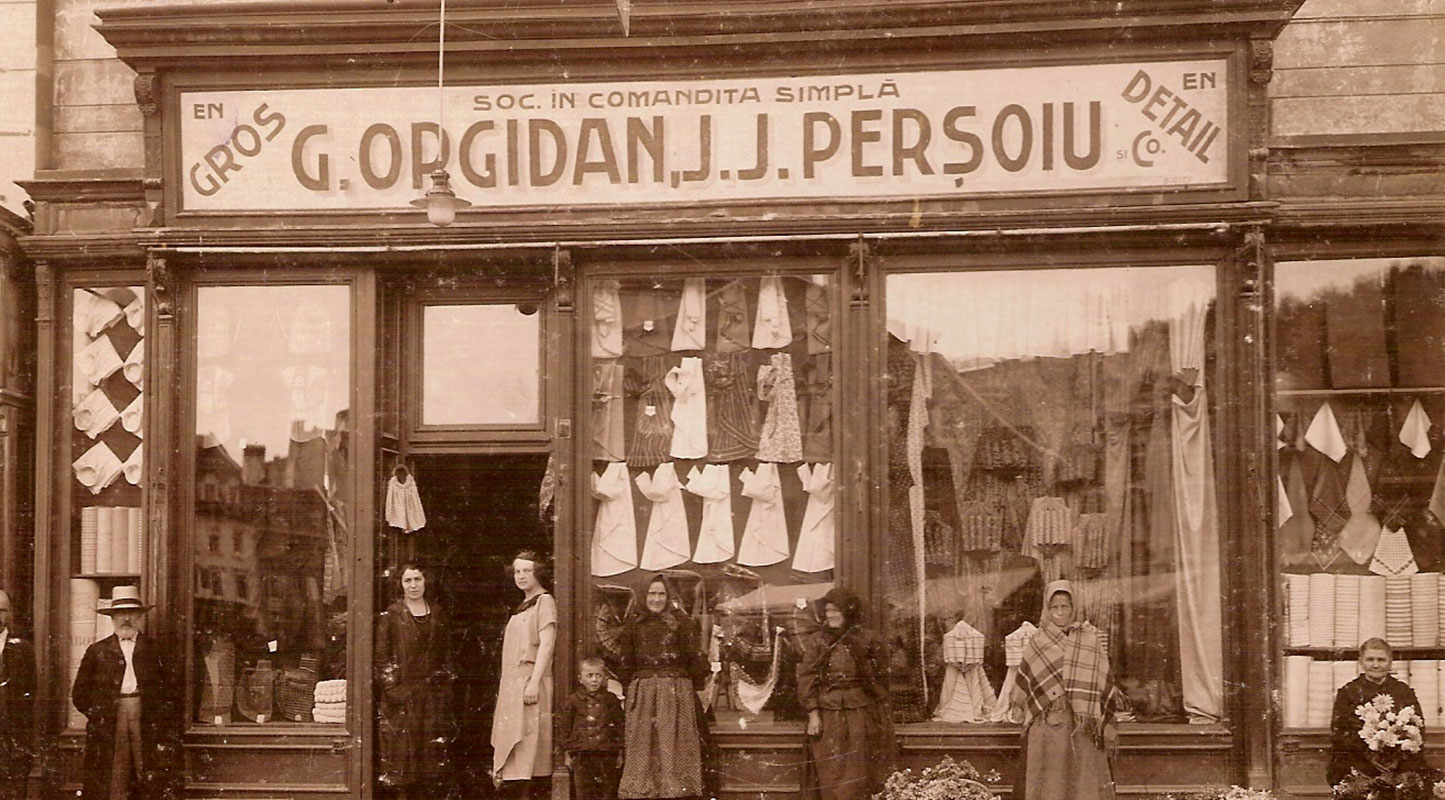 EN GROS
SOC. ÎN COMANDITA SIMPLĂ
G. ORGIDAN, J. J. PERȘOIU ȘI Co.
EN DETAIL